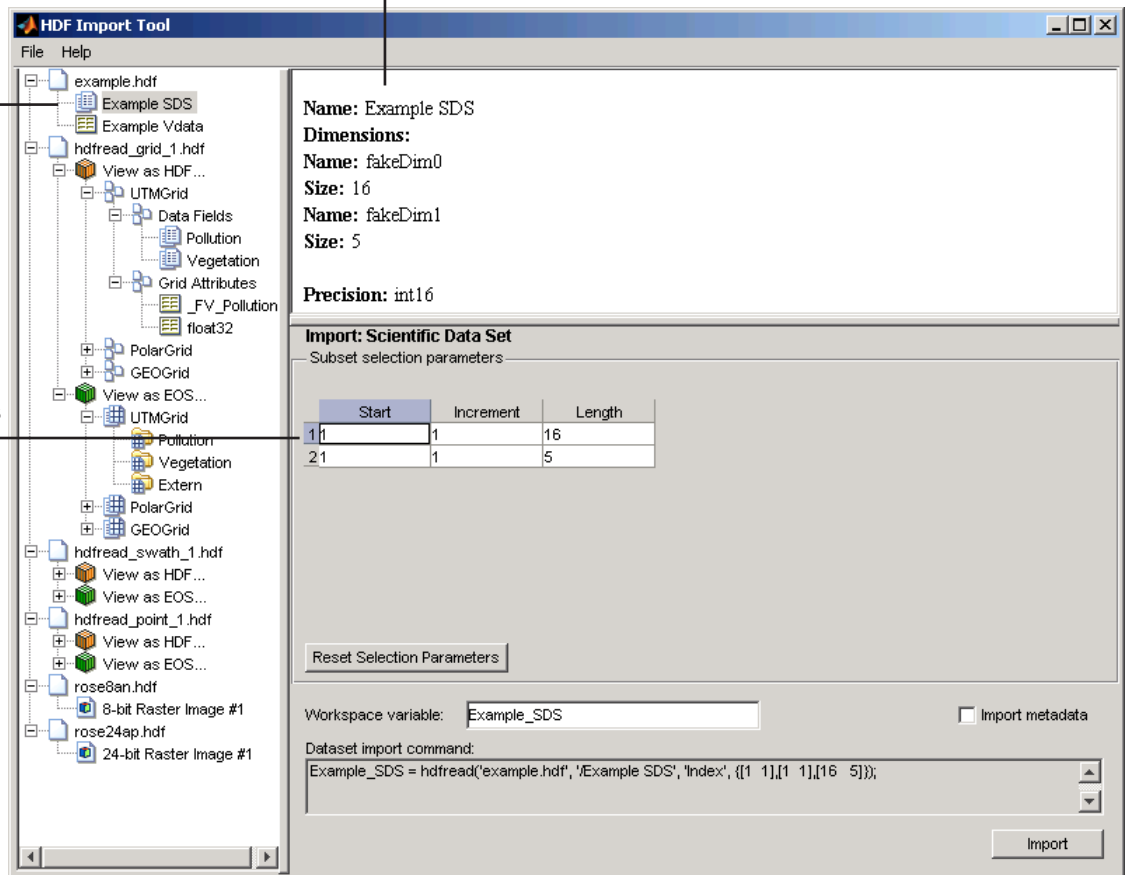 HDF Import Tool
File Help
example.hdf
Example SDS
Example Vdata
hdfread_grid_1.hdf
View as HDF...
UTMGrid
Data Fields
Pollution
Vegetation
Grid Attributes
_FV_Pollution
float32
PolarGrid
GEOGrid
View as EOS...
UTMGrid
Pollution
Vegetation
Extern
PolarGrid
GEOGrid
hdfread_swath_1.hdf
View as HDF...
View as EOS...
hdfread_point_1.hdf
View as HDF...
View as EOS...
rose8an.hdf
8-bit Raster Image #1
rose24ap.hdf
24-bit Raster Image #1
Name: Example SDS
Dimensions:
Name: fakeDim0
Size: 16
Name: fakeDim1
Size: 5
Precision: int16
Import: Scientific Data Set
Subset selection parameters
Start Increment Length
1 1 1 16
2 1 1 5
Reset Selection Parameters
Workspace variable: Example_SDS Import metadata
Dataset import command:
Example_SDS = hdfread('example.hdf', '/Example SDS', 'Index', {[1 1],[1 1],[16 5]});
Import